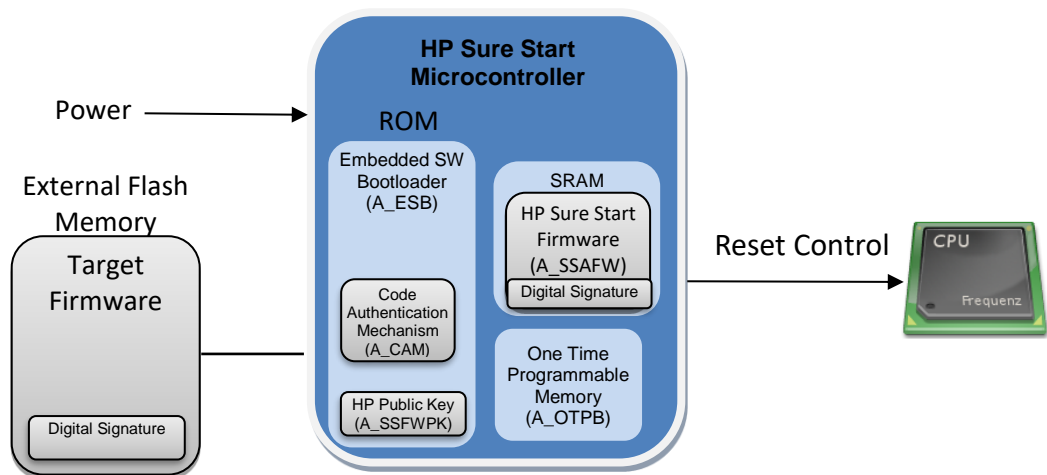 HP Sure Start
Microcontroller
Power
ROM
Embedded SW
Bootloader
(A_ESB)
SRAM
HP Sure Start
Firmware
(A_SSAFW)
Digital Signature
External Flash
Memory
Target
Firmware
Digital Signature
Code
Authentication
Mechanism
(A_CAM)
HP Public Key
(A_SSFWPK)
One Time
Programmable
Memory
(A_OTPB)
Reset Control
CPU
Frequenz